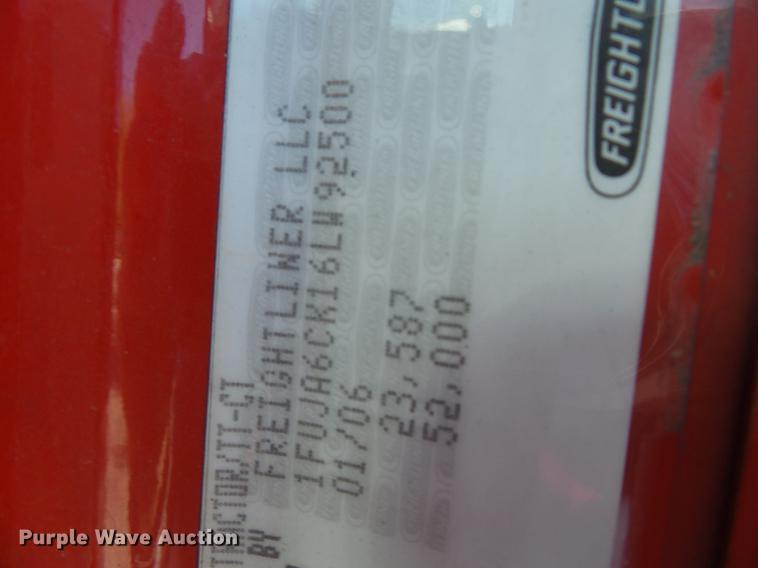 TRACTOR/TT-CT
BY FREIGHTLINER LLC
1FUJA6CK16LW92500
01/06
23,587
52,000
FREIGHTL
Purple Wave Auction